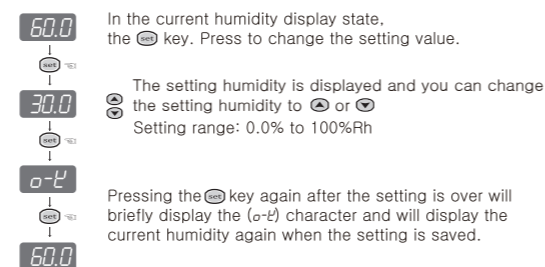 60.0
In the current humidity display state,
the set key. Press to change the setting value.
set
The setting humidity is displayed and you can change
30.0
the setting humidity to or
Setting range: 0.0% to 100%Rh
set
Pressing the set key again after the setting is over will
set
briefly display the ( ) character and will display the
current humidity again when the setting is saved.
60.0